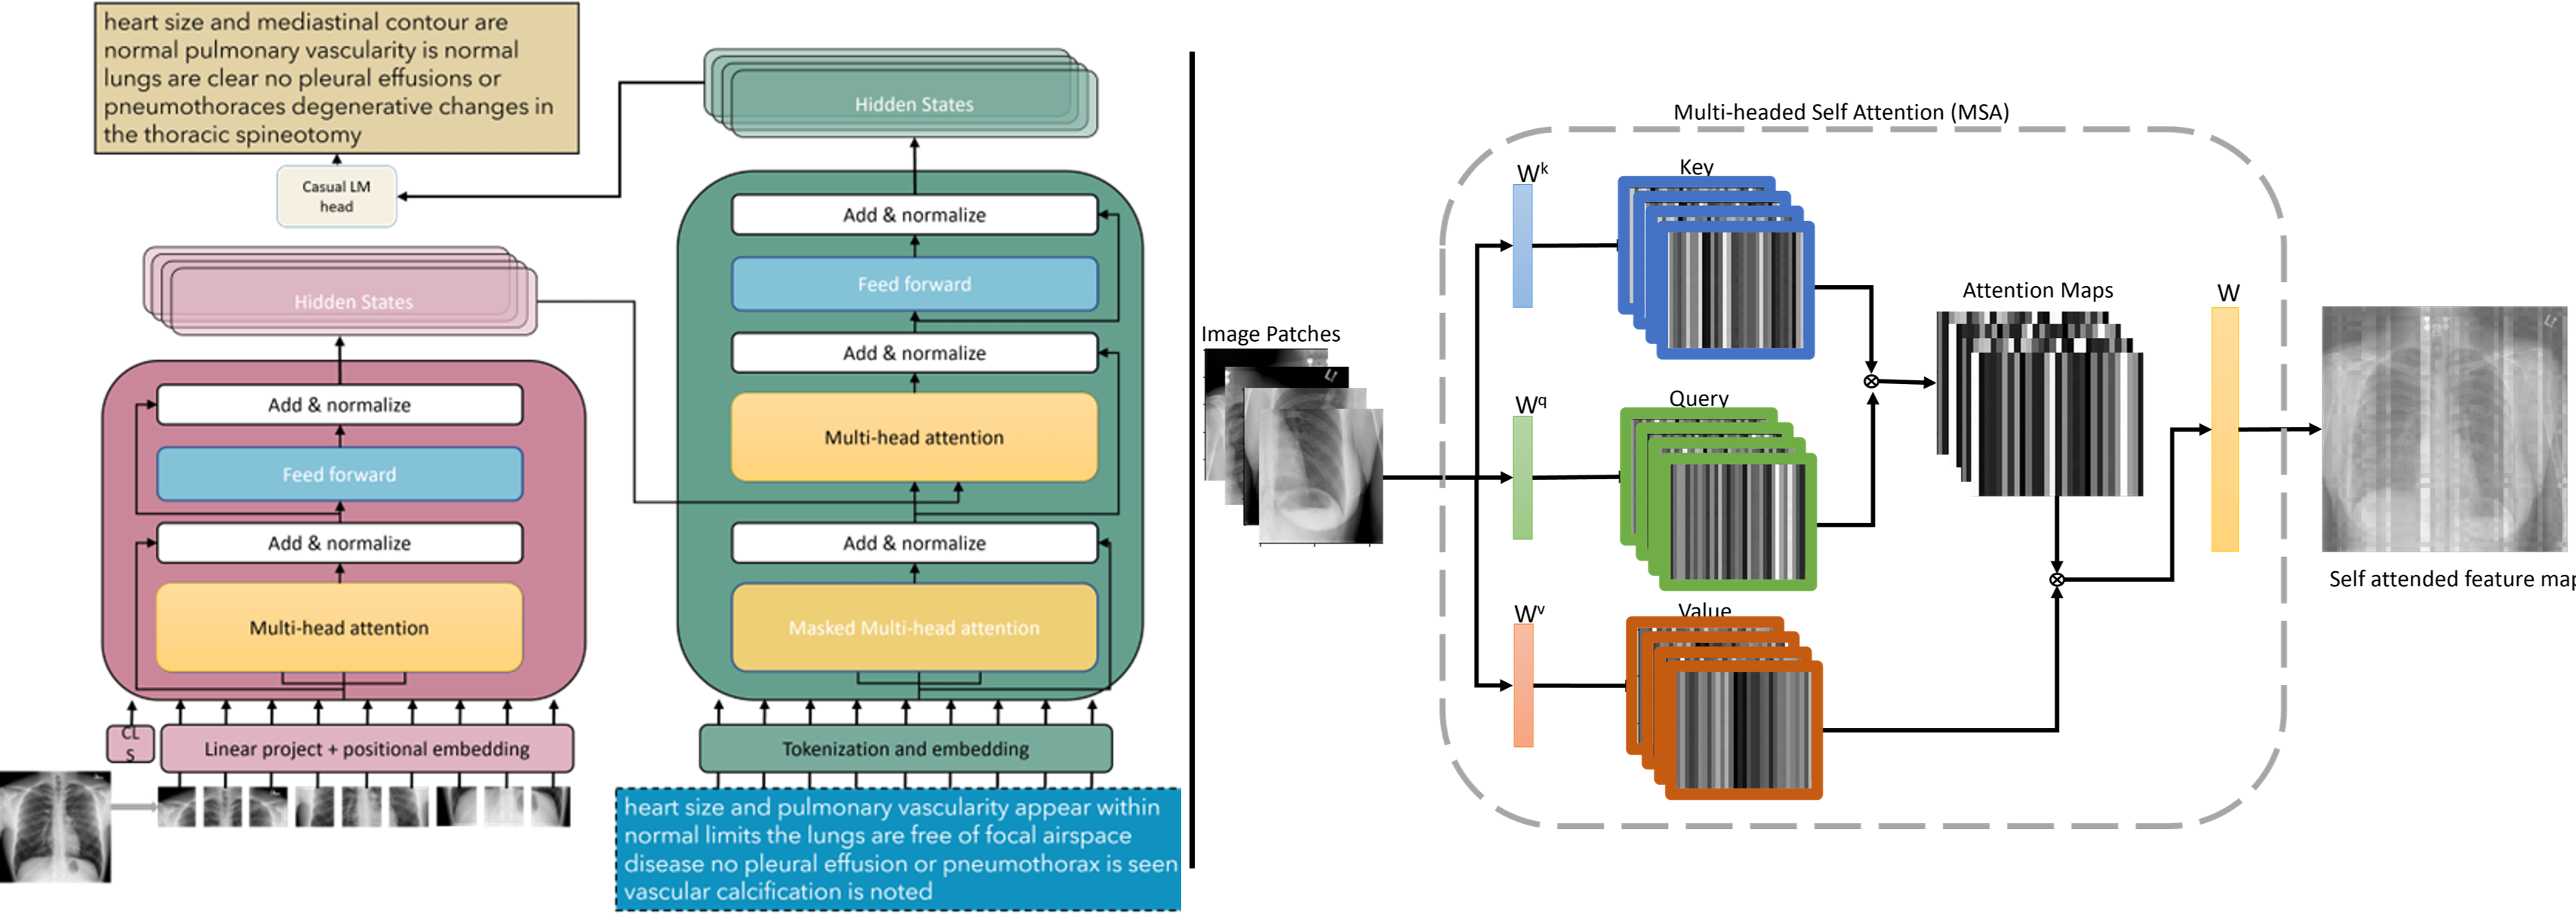 heart size and mediastinal contour are
normal pulmonary vascularity is normal
lungs are clear no pleural effusions or
pneumothoraces degenerative changes in
the thoracic spineotomy
Casual LM
head
Hidden States
Add & normalize
Feed forward
Add & normalize
Multi-head attention
CL
S
Linear project + positional embedding
Hidden States
Add & normalize
Feed forward
Add & normalize
Multi-head attention
Add & normalize
Masked Multi-head attention
Tokenization and embedding
heart size and pulmonary vascularity appear within
normal limits the lungs are free of focal airspace
disease no pleural effusion or pneumothorax is seen
vascular calcification is noted
Multi-headed Self Attention (MSA)
Image Patches
W^k
Key
W^q
Query
W^v
Value
Attention Maps
W
Self attended feature map